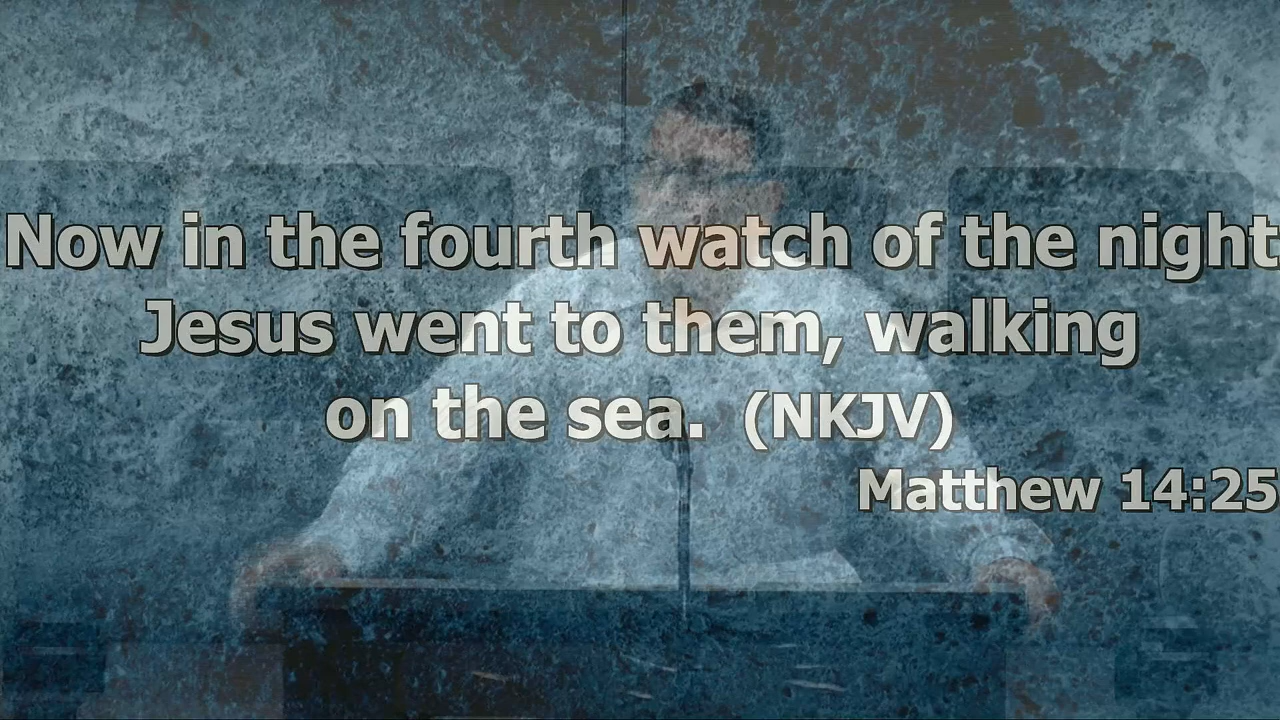 Now in the fourth watch of the night
Jesus went to them, walking
on the sea. (NKJV)
Matthew 14:25